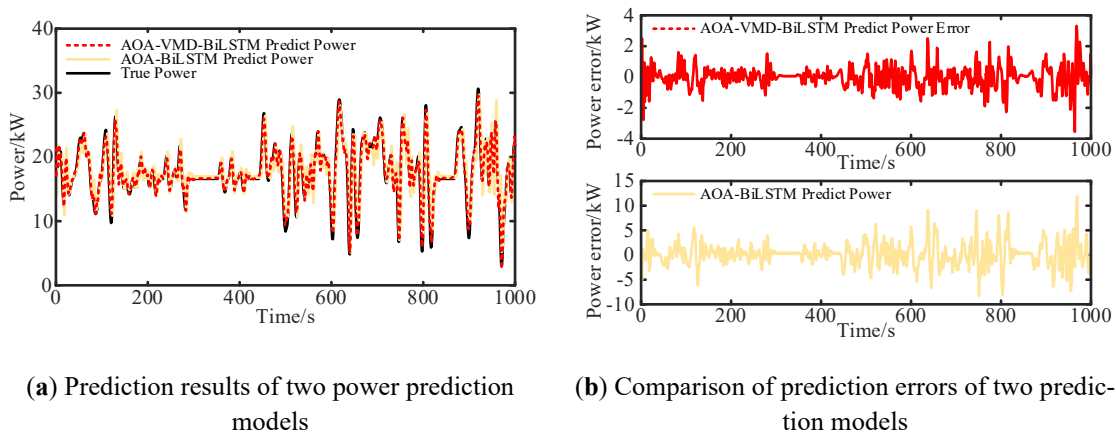 40
30
20
10
0
Power/kW
AOA-VMD-BiLSTM Predict Power
AOA-BiLSTM Predict Power
True Power
0 200 400 600 800 1000
Time/s
4
2
0
-2
-4
Power error/kW
AOA-VMD-BiLSTM Predict Power Error
0 200 400 600 800 1000
Time/s
15
10
5
0
-5
-10
Power error/kW
AOA-BiLSTM Predict Power
0 200 400 600 800 1000
Time/s
(a) Prediction results of two power prediction
models
(b) Comparison of prediction errors of two predic-
tion models